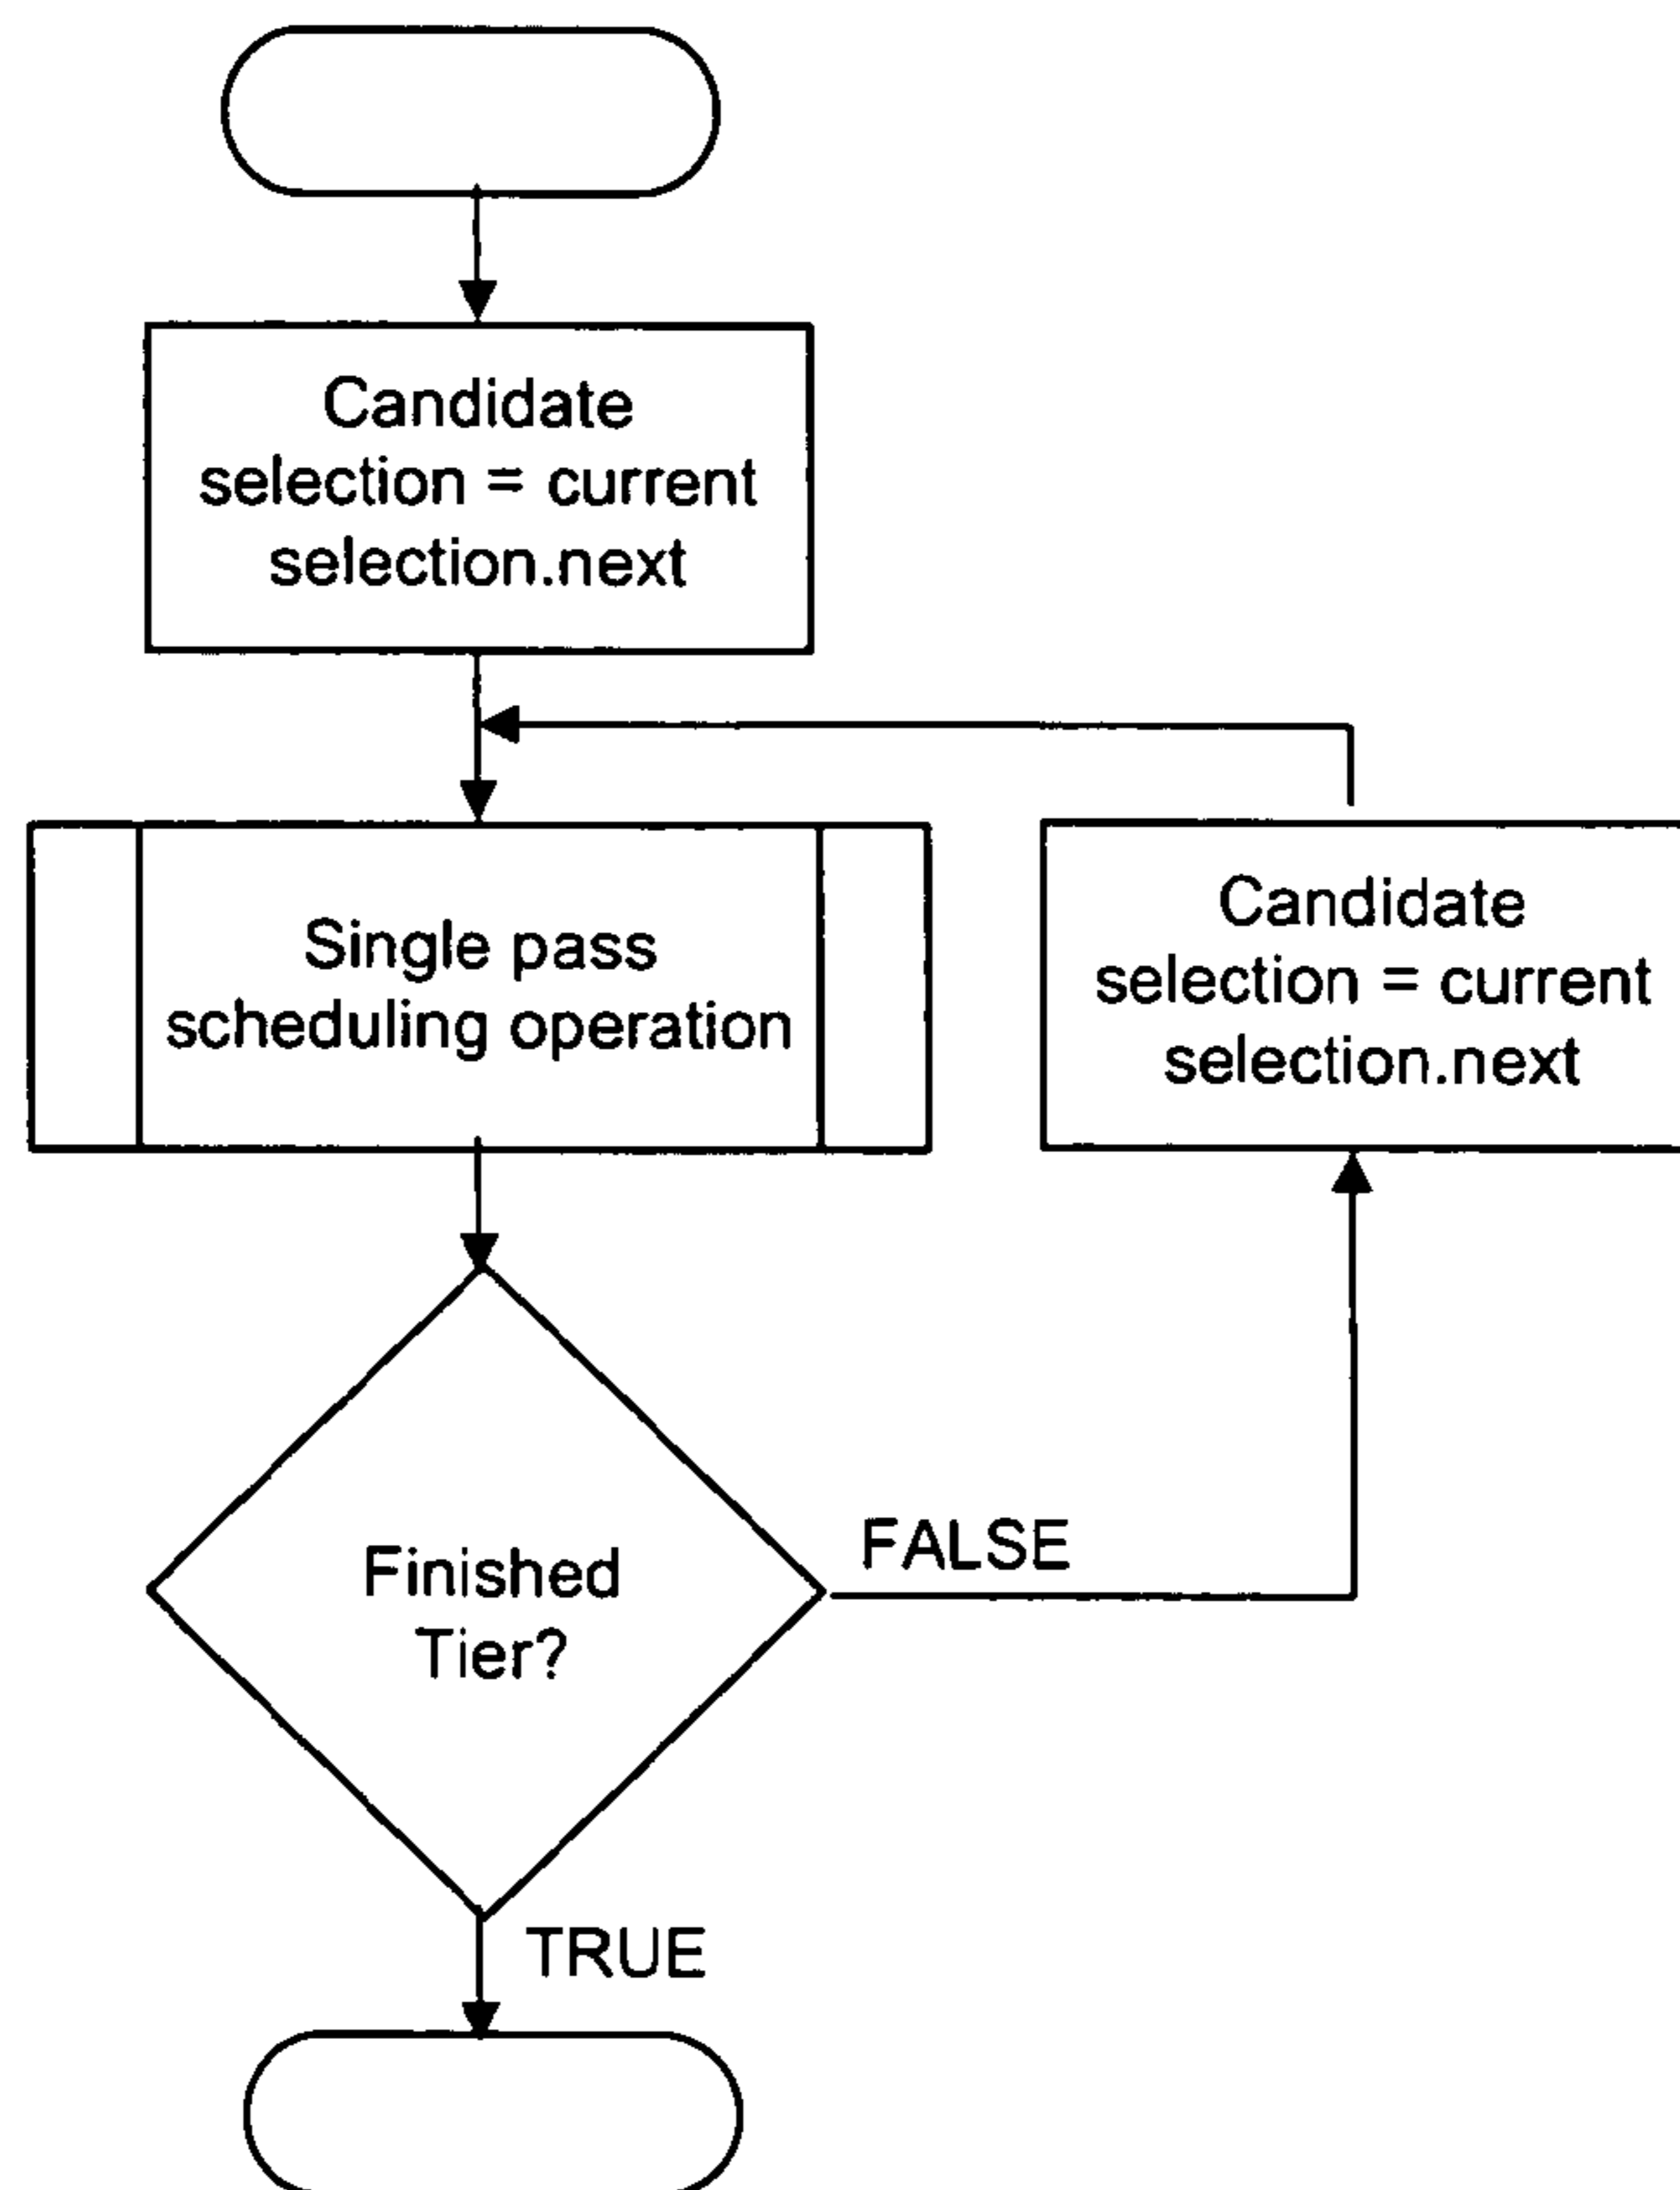 Candidate
selection = current
selection.next
Single pass
scheduling operation
Candidate
selection = current
selection.next
Finished
Tier?
FALSE
TRUE